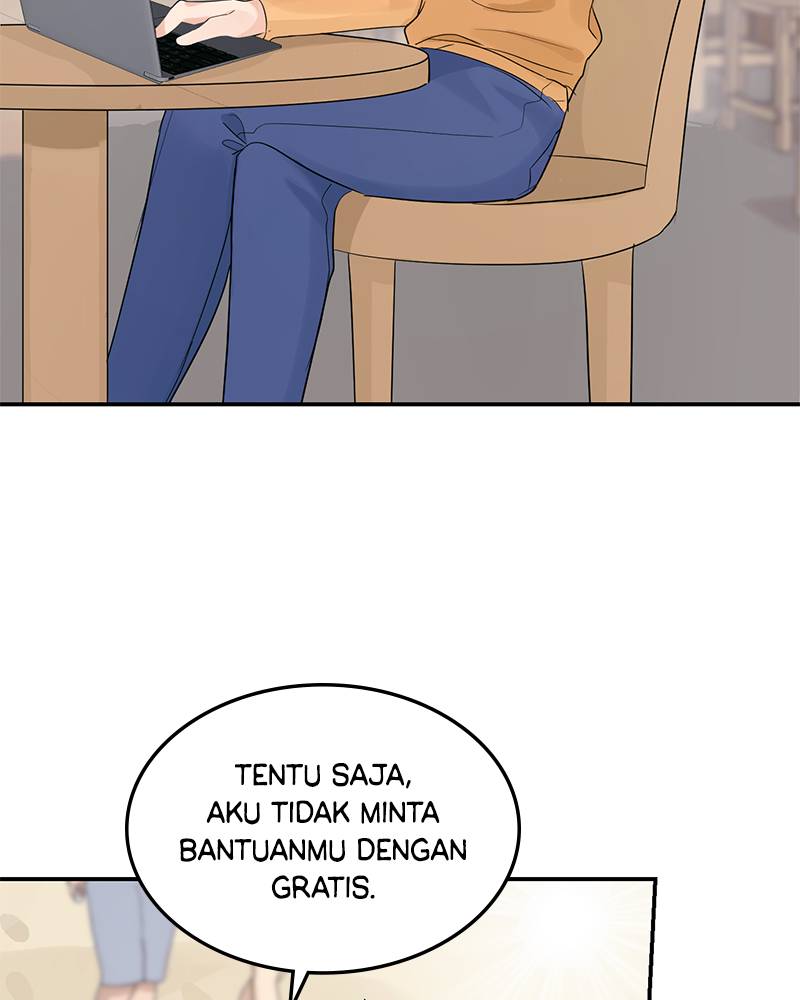 TENTU SAJA,
AKU TIDAK MINTA
BANTUANMU DENGAN
GRATIS.